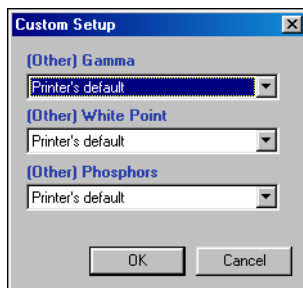 Custom Setup
(Other) Gamma
Printer's default
(Other) White Point
Printer's default
(Other) Phosphors
Printer's default
OK Cancel